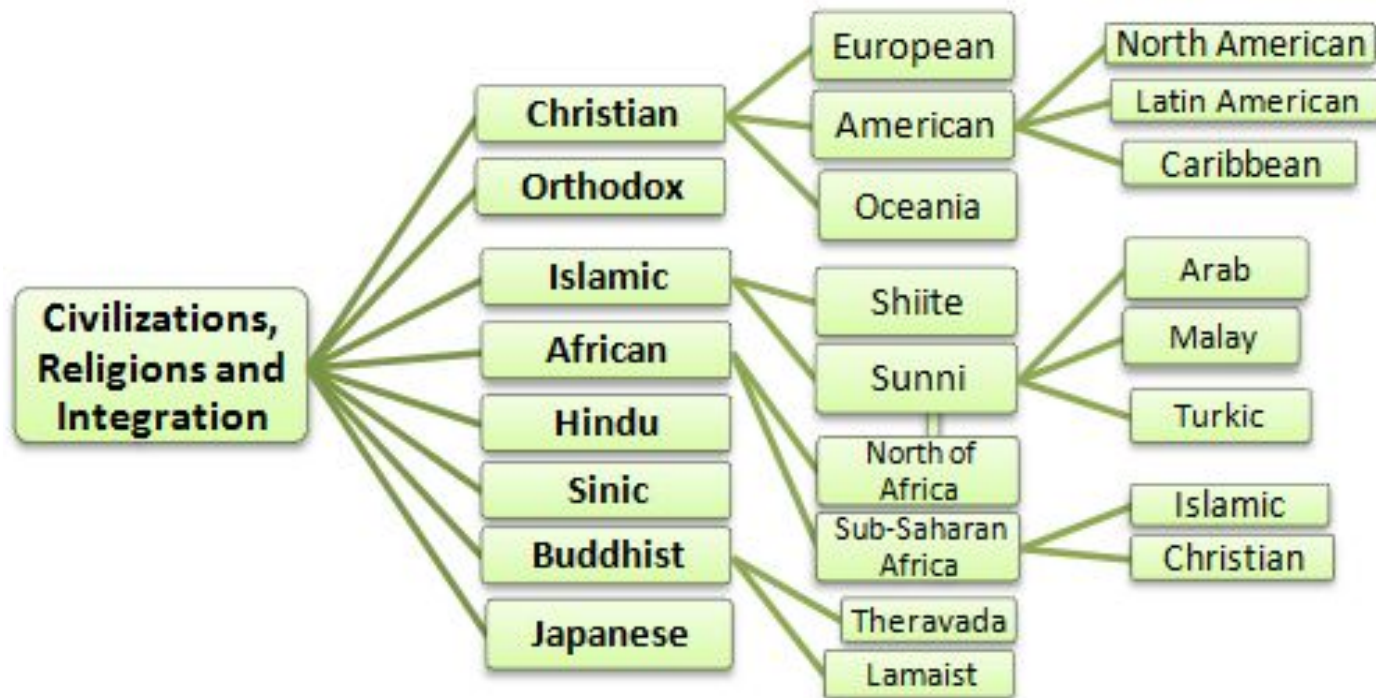 Civilizations,
Religions and
Integration
Christian
Orthodox
Islamic
African
Hindu
Sinic
Buddhist
Japanese
European
American
Oceania
Shiite
Sunni
North of
Africa
Sub-Saharan
Africa
Theravada
Lamaist
North American
Latin American
Caribbean
Arab
Malay
Turkic
Islamic
Christian